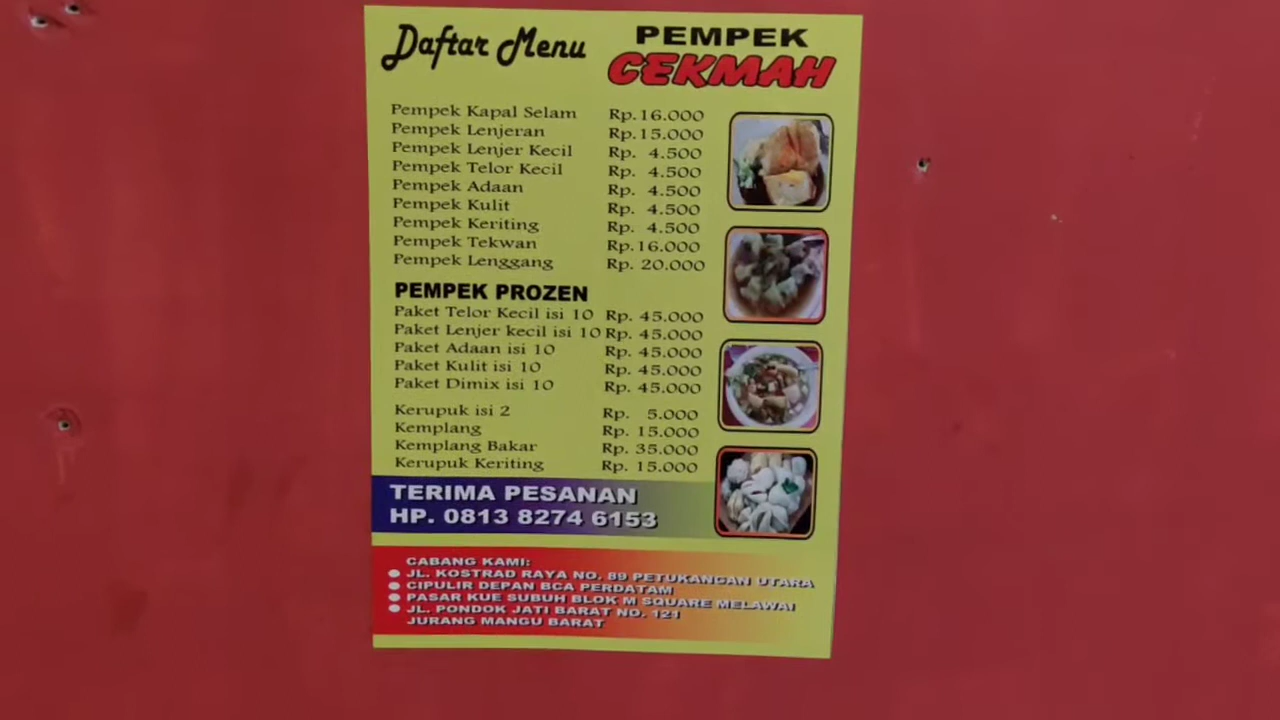 Daftar Menu
PEMPEK
CEKMAH
Pempek Kapal Selam Rp. 16.000
Pempek Lenjeran Rp. 15.000
Pempek Lenjer Kecil Rp. 4.500
Pempek Telor Kecil Rp. 4.500
Pempek Adaan Rp. 4.500
Pempek Kulit Rp. 4.500
Pempek Keriting Rp. 4.500
Pempek Tekwan Rp. 16.000
Pempek Lenggang Rp. 20.000
PEMPEK PROZEN
Paket Telor Kecil isi 10 Rp. 45.000
Paket Lenjer kecil isi 10 Rp. 45.000
Paket Adaan isi 10 Rp. 45.000
Paket Kulit isi 10 Rp. 45.000
Paket Dimix isi 10 Rp. 45.000
Kerupuk isi 2 Rp. 5.000
Kemplang Rp. 15.000
Kemplang Bakar Rp. 35.000
Kerupuk Keriting Rp. 15.000
TERIMA PESANAN
HP. 0813 8274 6153
CABANG KAMI:
● JL. KOSTRAD RAYA NO. 89 PETUKANGAN UTARA
● CIPULIR DEPAN BCA PERDATAM
● PASAR KUE SUBUH BLOK M SQUARE MELAWAI
● JL. PONDOK JATI BARAT NO. 121
JURANG MANGU BARAT